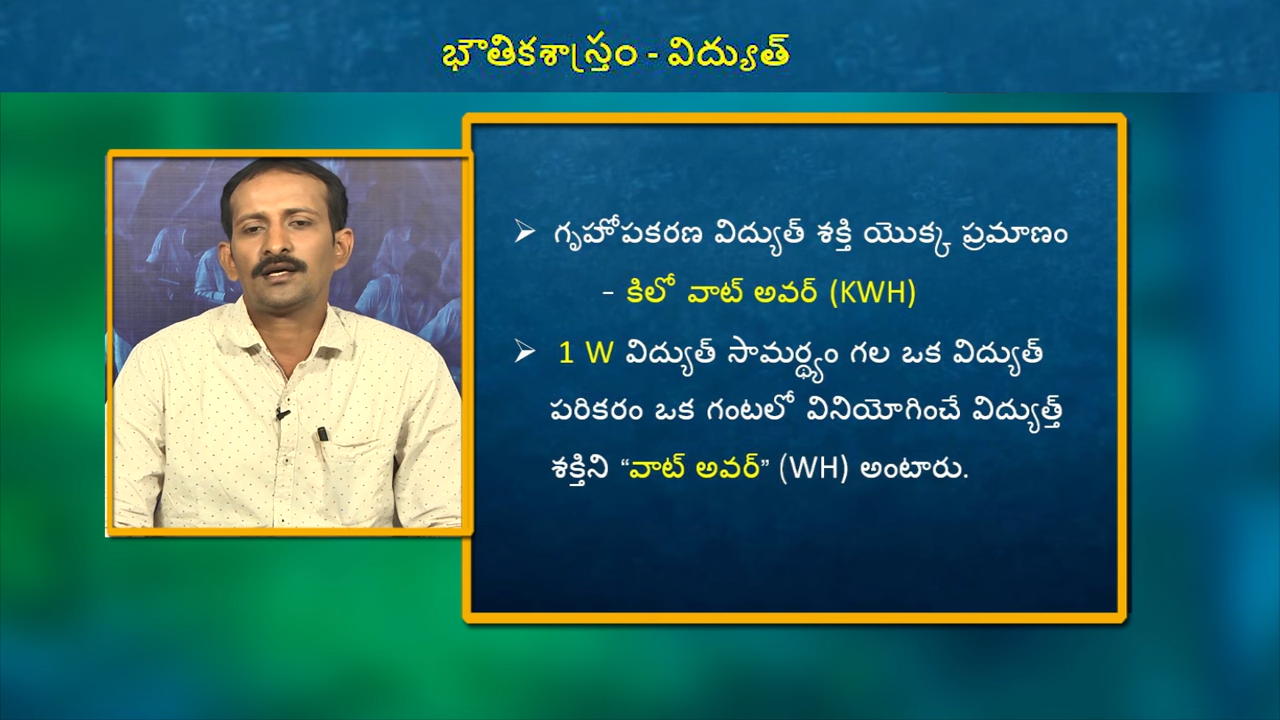 భౌతికశాస్త్రం - విద్యుత్
➢ గృహోపకరణ విద్యుత్ శక్తి యొక్క ప్రమాణం
- కిలో వాట్ అవర్ (KWH)
➢ 1 W విద్యుత్ సామర్థ్యం గల ఒక విద్యుత్
పరికరం ఒక గంటలో వినియోగించే విద్యుత్త్
శక్తిని “వాట్ అవర్” (WH) అంటారు.